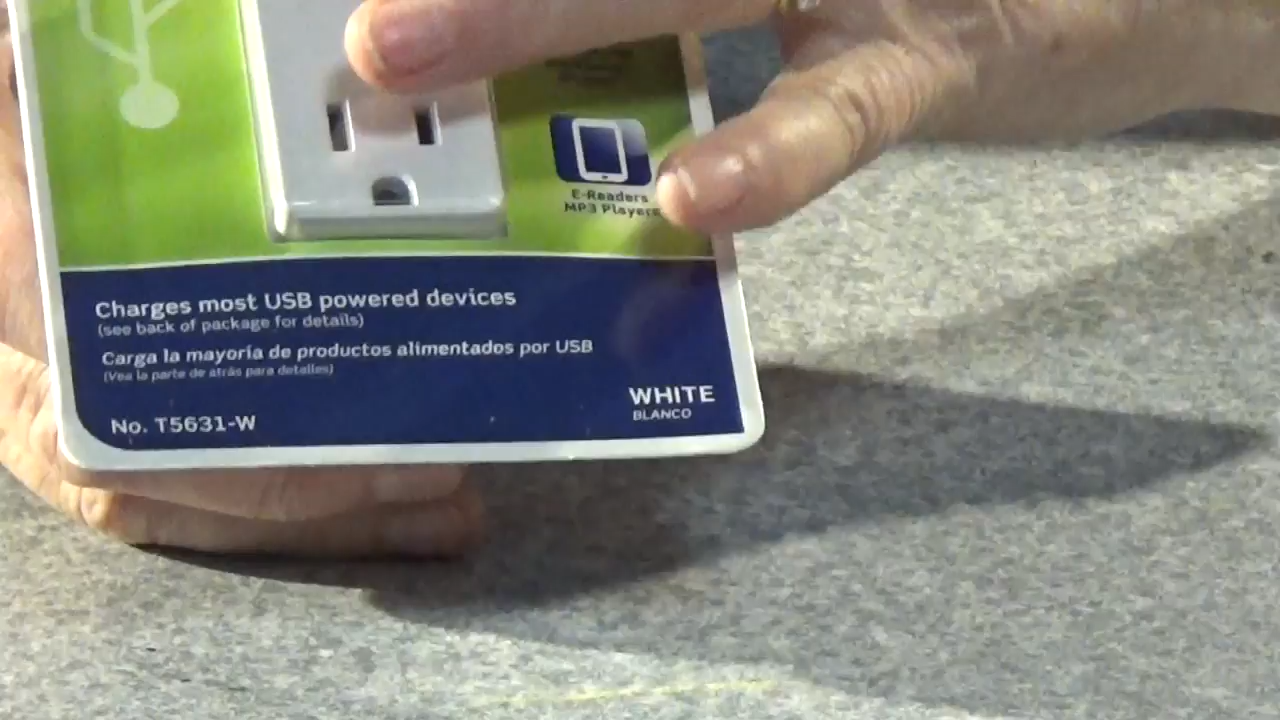 E-Readers
MP3 Players
Charges most USB powered devices
(see back of package for details)
Carga la mayoría de productos alimentados por USB
(Vea la parte de atrás para detalles)
WHITE
BLANCO
No. T5631-W